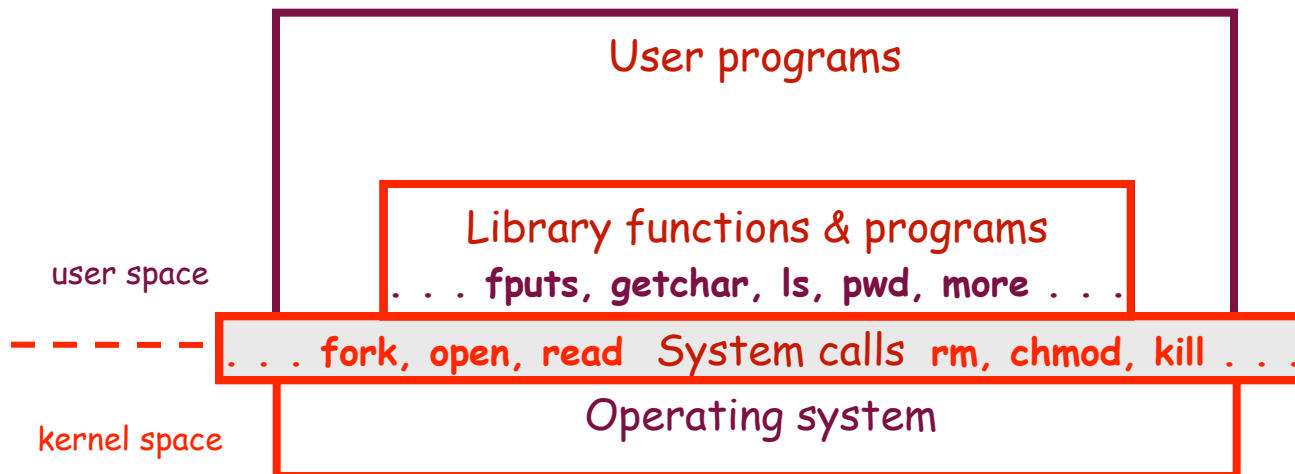 User programs
Library functions & programs
user space
. . . fputs, getchar, ls, pwd, more . . .
. . . fork, open, read System calls rm, chmod, kill . . .
Operating system
kernel space